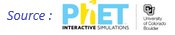 Source : PhET
INTERACTIVE SIMULATIONS
University
of Colorado
Boulder